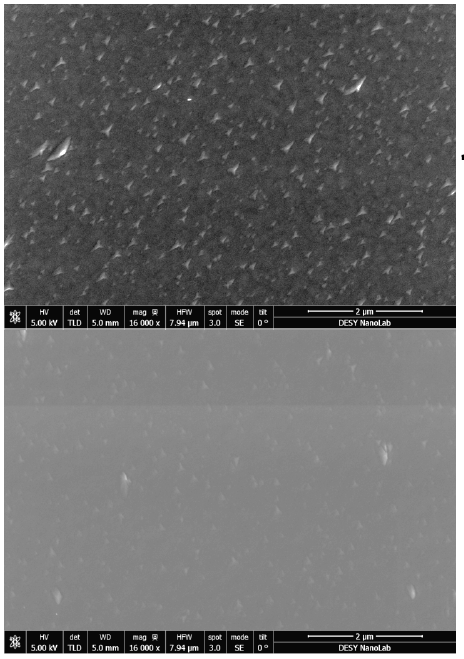 HV det WD mag HFW spot mode tilt 2 µm
5.00 kV TLD 5.0 mm 16 000 x 7.94 µm 3.0 SE 0 ° DESY NanoLab
HV det WD mag HFW spot mode tilt 2 µm
5.00 kV TLD 5.0 mm 16 000 x 7.94 µm 3.0 SE 0 ° DESY NanoLab